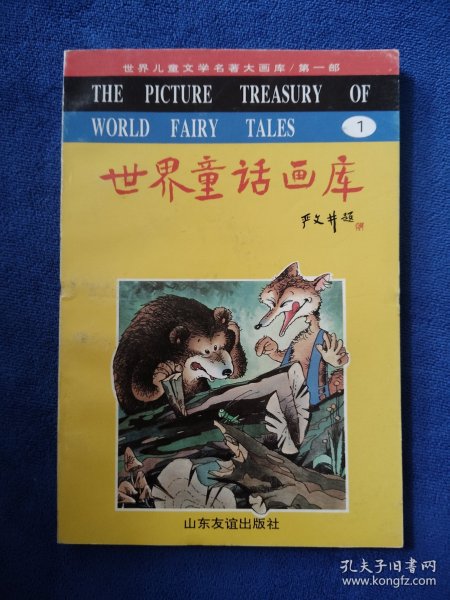 世界儿童文学名著大画库/第一部
THE PICTURE TREASURY OF
WORLD FAIRY TALES 1
世界童话画库
严文井题
山东友谊出版社
孔夫子旧书网
www.kongfz.com